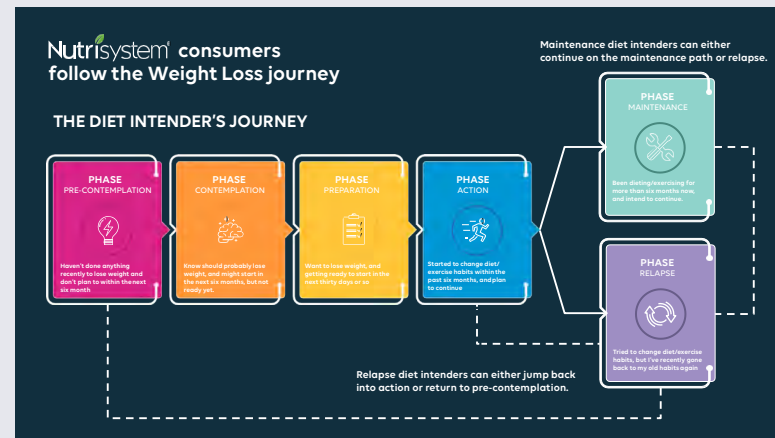 Nutrisystem® consumers
follow the Weight Loss journey
THE DIET INTENDER'S JOURNEY
PHASE
PRE-CONTEMPLATION
Haven't done anything
recently to lose weight and
don't plan to within the next
six month
PHASE
CONTEMPLATION
Know should probably lose
weight, and might start in
the next six months, but not
ready yet.
PHASE
PREPARATION
Want to lose weight, and
getting ready to start in the
next thirty days or so
PHASE
ACTION
Started to change diet/
exercise habits within the
past six months, and plan
to continue
Maintenance diet intenders can either
continue on the maintenance path or relapse.
PHASE
MAINTENANCE
Been dieting/exercising for
more than six months now,
and intend to continue.
PHASE
RELAPSE
Tried to change diet/exercise
habits, but I've recently gone
back to my old habits again
Relapse diet intenders can either jump back
into action or return to pre-contemplation.